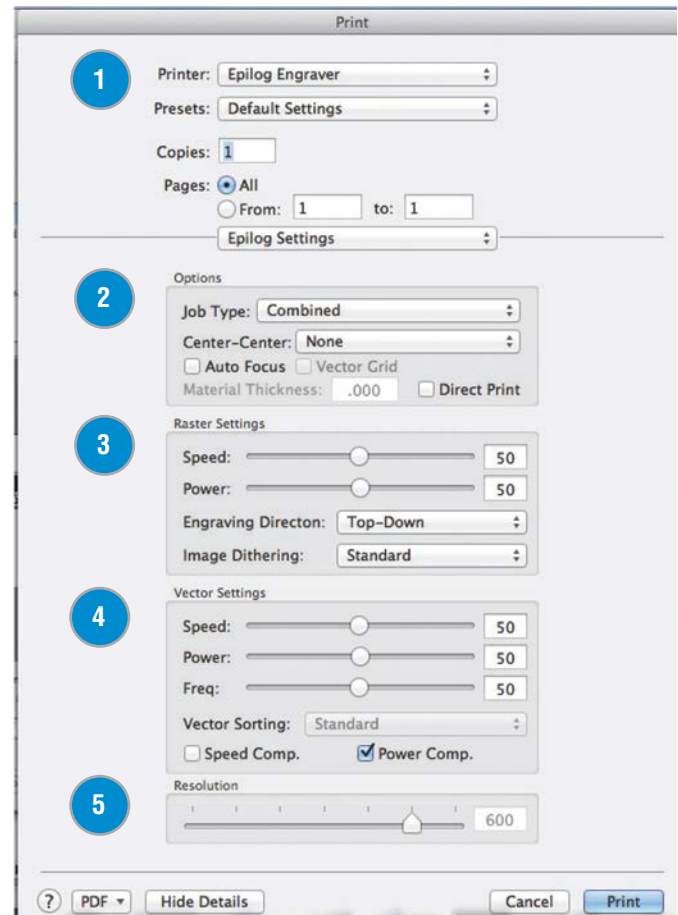 Print
1
Printer: Epilog Engraver
Presets: Default Settings
Copies: 1
Pages: All
From: 1 to: 1
Epilog Settings
2
Options
Job Type: Combined
Center-Center: None
Auto Focus Vector Grid
Material Thickness: .000 Direct Print
3
Raster Settings
Speed: 50
Power: 50
Engraving Directon: Top-Down
Image Dithering: Standard
4
Vector Settings
Speed: 50
Power: 50
Freq: 50
Vector Sorting: Standard
Speed Comp. Power Comp.
5
Resolution
600
? PDF Hide Details Cancel Print